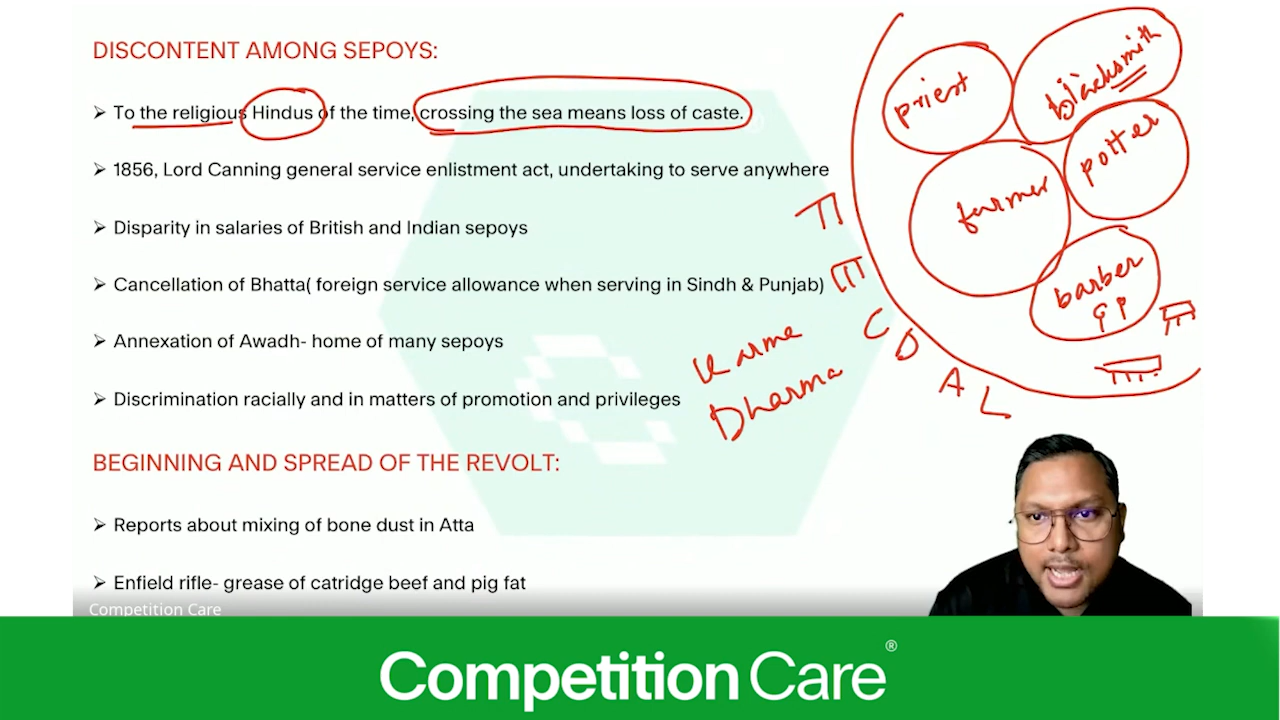 DISCONTENT AMONG SEPOYS:
➢ To the religious Hindus of the time, crossing the sea means loss of caste.
➢ 1856, Lord Canning general service enlistment act, undertaking to serve anywhere
➢ Disparity in salaries of British and Indian sepoys
➢ Cancellation of Bhatta( foreign service allowance when serving in Sindh & Punjab)
➢ Annexation of Awadh- home of many sepoys
➢ Discrimination racially and in matters of promotion and privileges
BEGINNING AND SPREAD OF THE REVOLT:
➢ Reports about mixing of bone dust in Atta
➢ Enfield rifle- grease of catridge beef and pig fat
priest
blacksmith
potter
farmer
barber
Karma
Dharma
C
D
A
L
Competition Care
Competition Care®